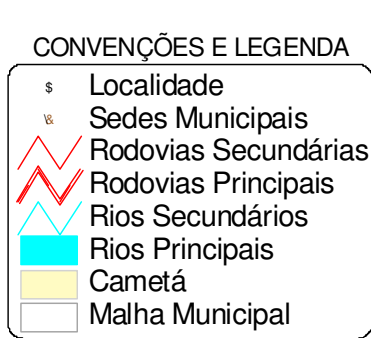 CONVENÇÕES E LEGENDA
$ Localidade
\& Sedes Municipais
Rodovias Secundárias
Rodovias Principais
Rios Secundários
Rios Principais
Cametá
Malha Municipal